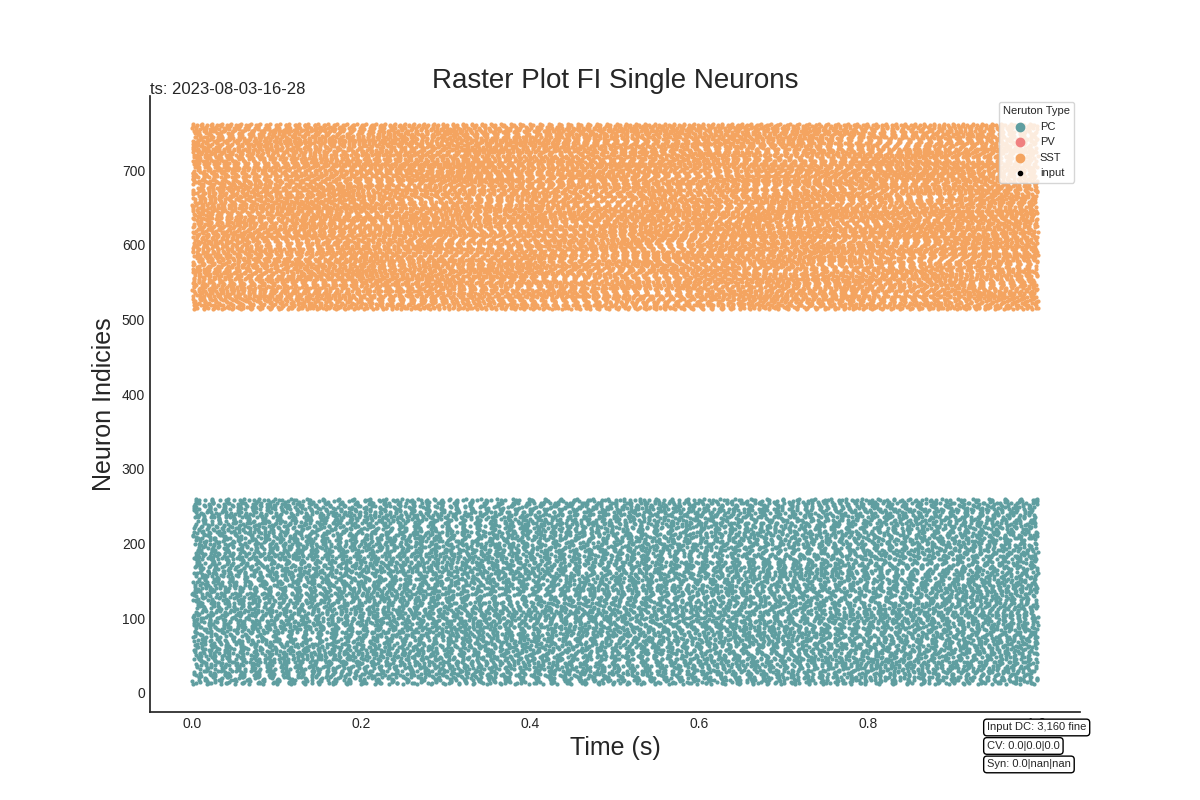 Raster Plot FI Single Neurons
ts: 2023-08-03-16-28
Neruton Type
PC
PV
SST
input
700
600
500
400
300
200
100
0
Neuron Indicies
0.0 0.2 0.4 0.6 0.8
Time (s)
Input DC: 3,160 fine
CV: 0.0|0.0|0.0
Syn: 0.0|nan|nan